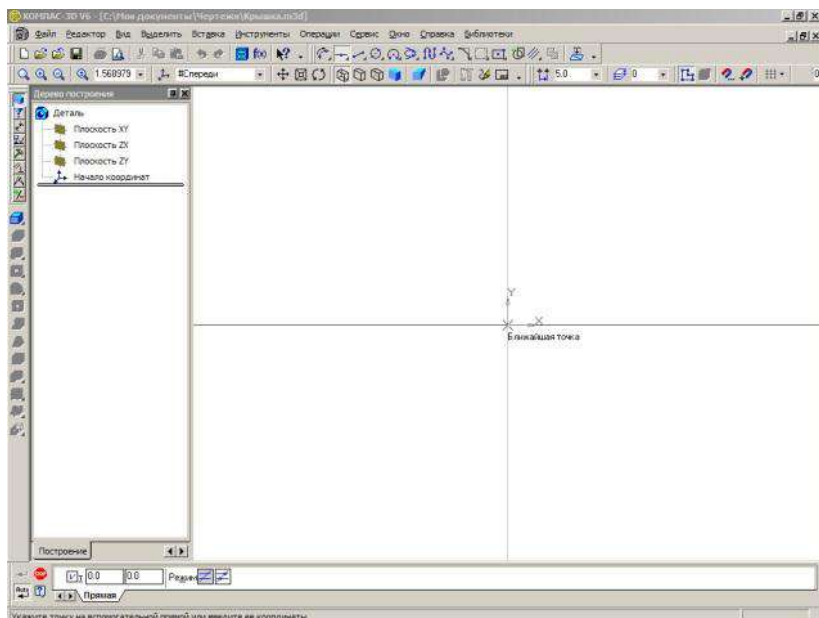 КОМПАС-3D V6 - [C:\Мои документы\Чертежи\Крышка.m3d]
Файл Редактор Вид Выделить Вставка Инструменты Операции Сервис Окно Справка Библиотеки
1.568979 #Спереди 5.0 0
Дерево построения
Деталь
Плоскость XY
Плоскость ZX
Плоскость ZY
Начало координат
Y
X
Ближайшая точка
Построение
0.0 0.0 Режим
Прямая
Укажите точку на вспомогательной прямой или введите ее координаты